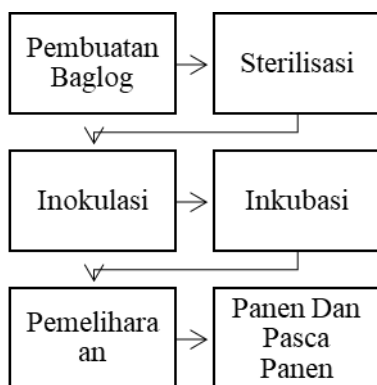 Pembuatan
Baglog
Sterilisasi
Inokulasi
Inkubasi
Pemelihara
an
Panen Dan
Pasca
Panen